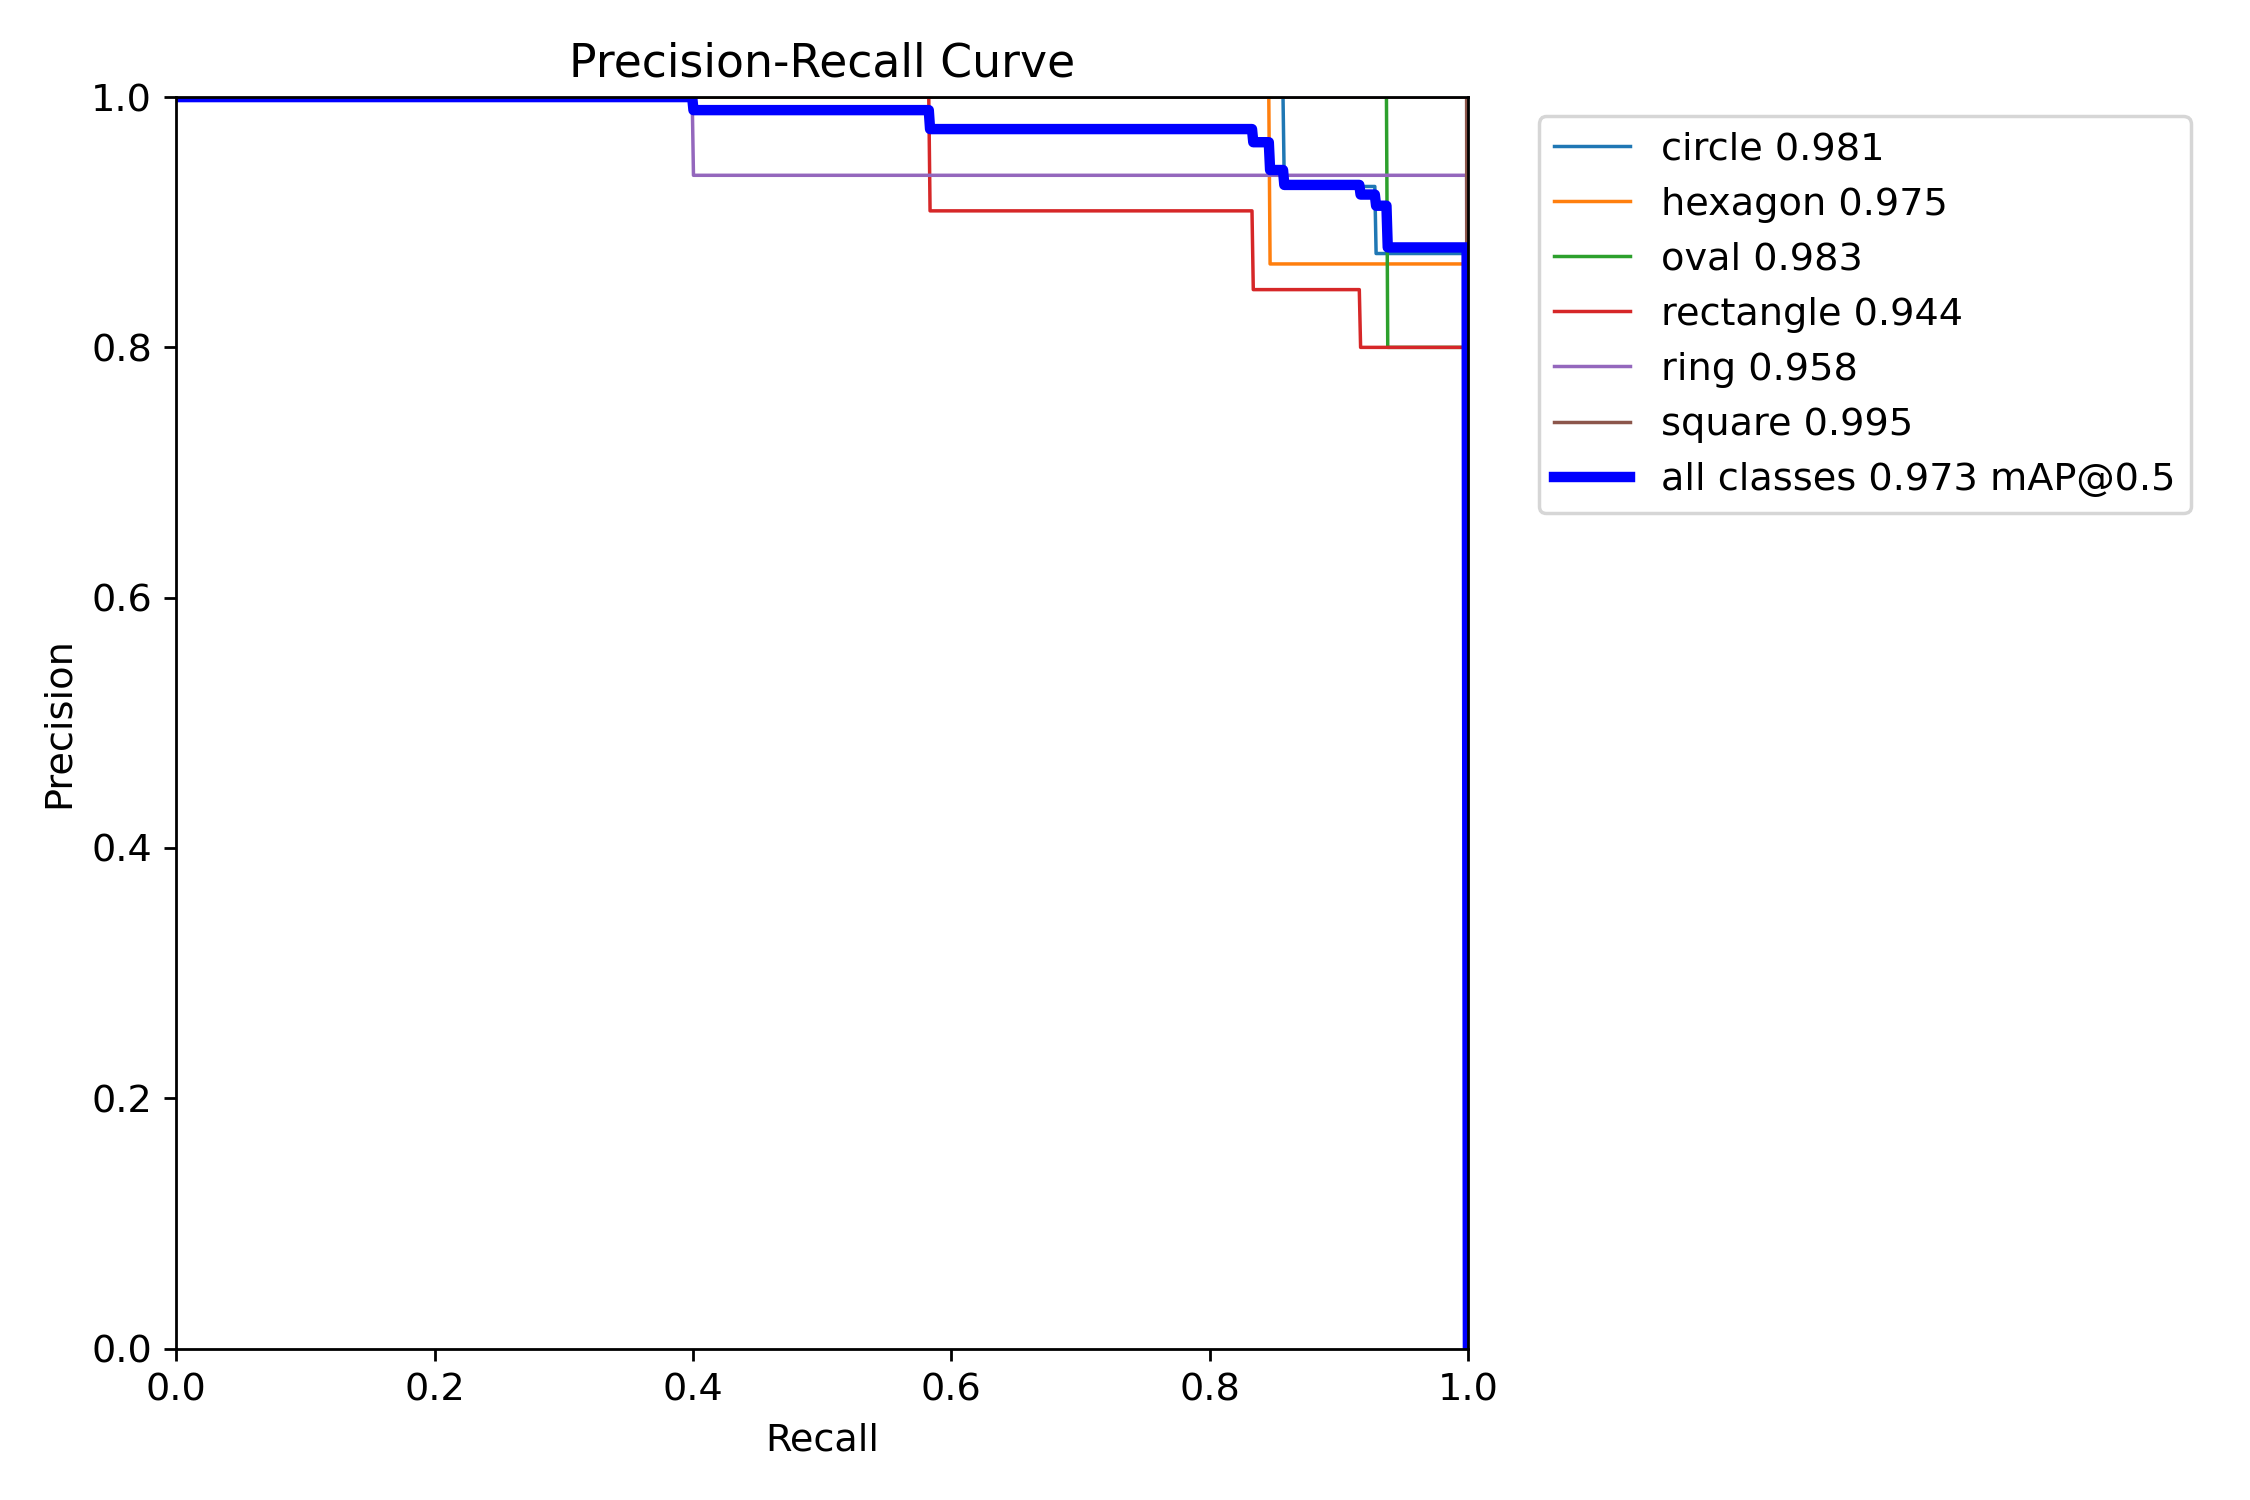 Precision-Recall Curve
1.0
0.8
0.6
0.4
0.2
0.0
Precision
0.0 0.2 0.4 0.6 0.8 1.0
Recall
circle 0.981
hexagon 0.975
oval 0.983
rectangle 0.944
ring 0.958
square 0.995
all classes 0.973 mAP@0.5